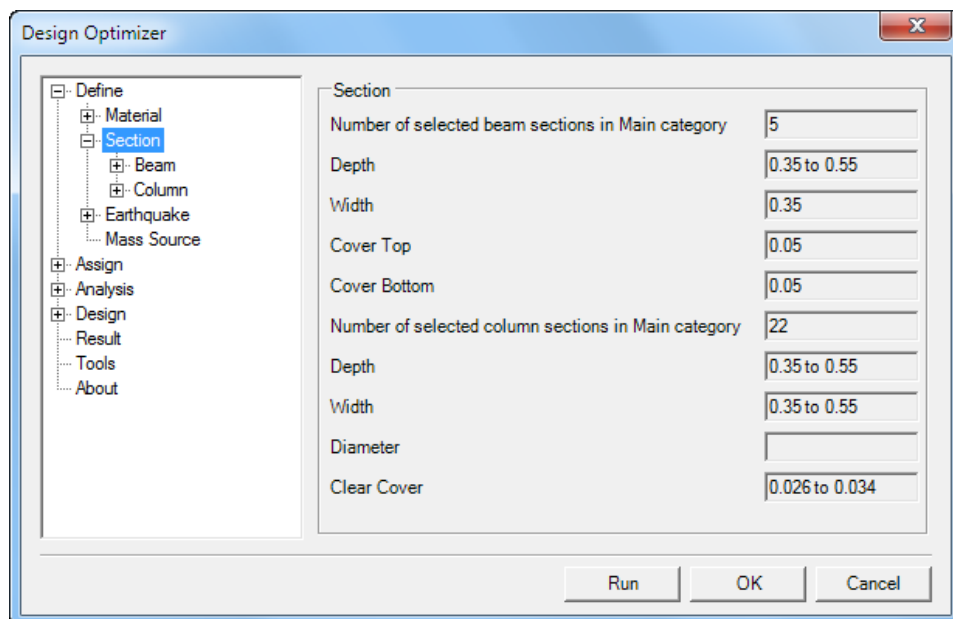 Design Optimizer
Define
Material
Section
Beam
Column
Earthquake
Mass Source
Assign
Analysis
Design
Result
Tools
About
Section
Number of selected beam sections in Main category 5
Depth 0.35 to 0.55
Width 0.35
Cover Top 0.05
Cover Bottom 0.05
Number of selected column sections in Main category 22
Depth 0.35 to 0.55
Width 0.35 to 0.55
Diameter
Clear Cover 0.026 to 0.034
Run OK Cancel